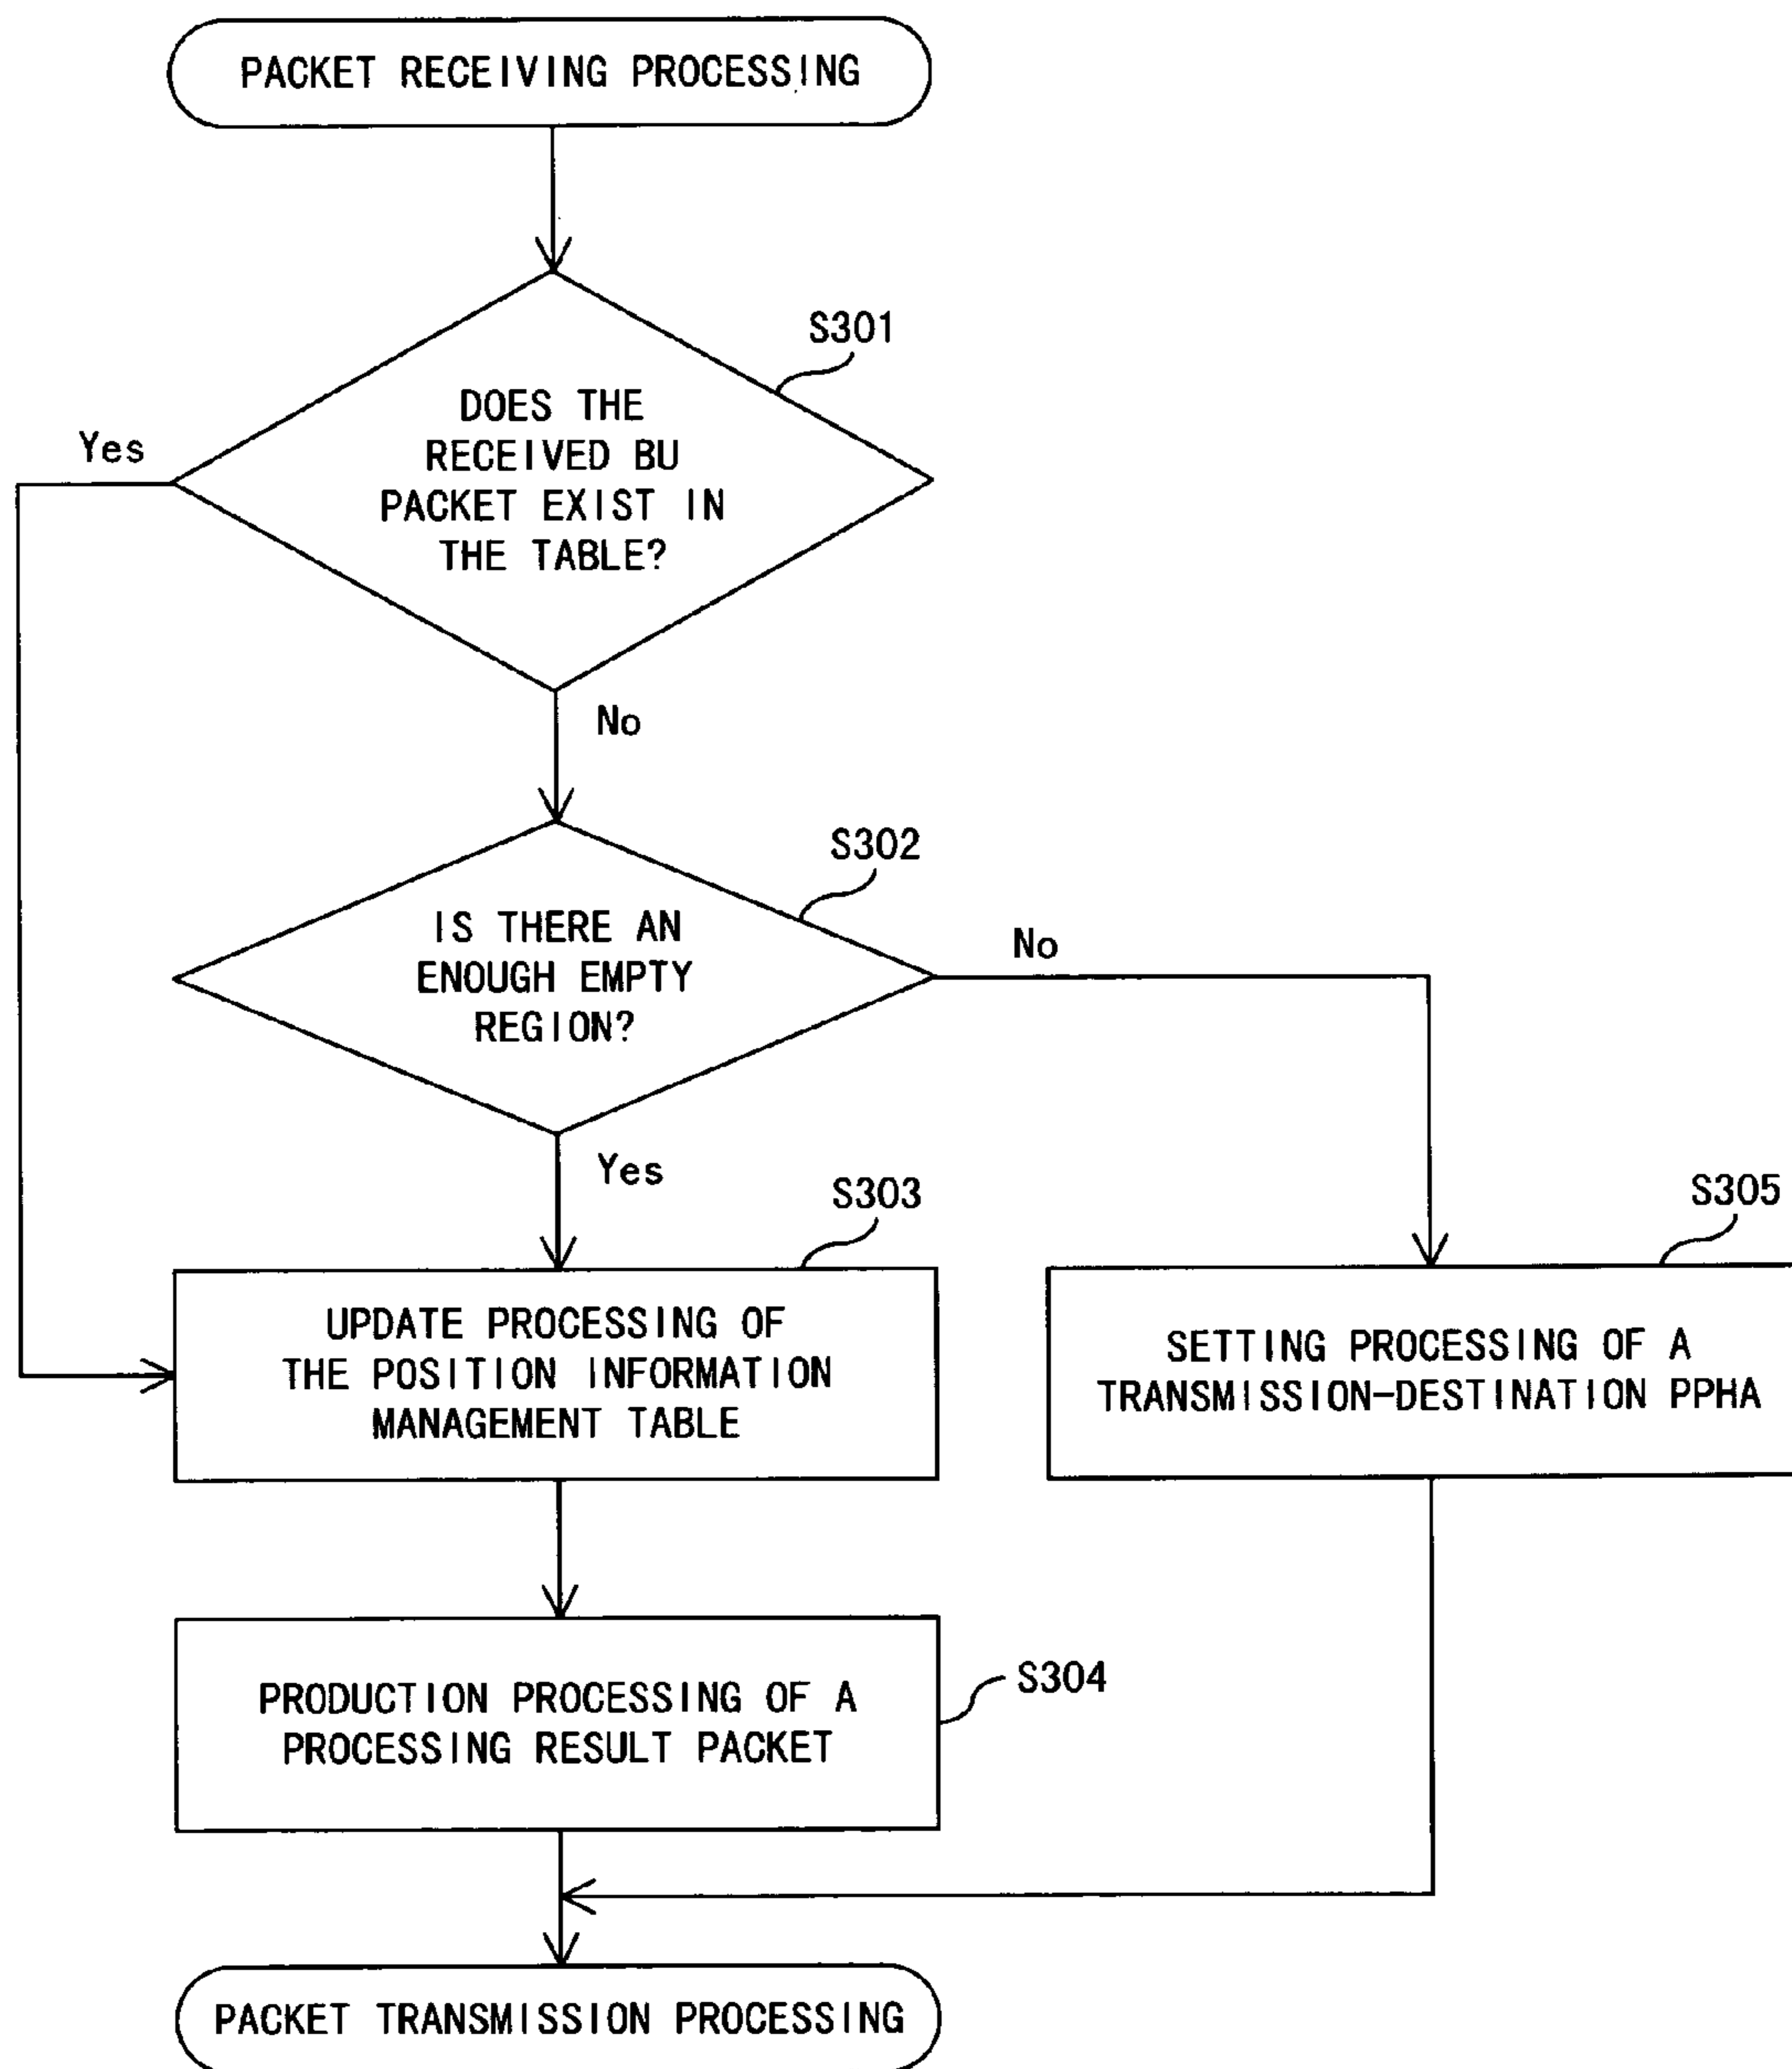 PACKET RECEIVING PROCESSING
S301
DOES THE
RECEIVED BU
PACKET EXIST IN
THE TABLE?
Yes
No
S302
IS THERE AN
ENOUGH EMPTY
REGION?
No
Yes
S303
UPDATE PROCESSING OF
THE POSITION INFORMATION
MANAGEMENT TABLE
S305
SETTING PROCESSING OF A
TRANSMISSION-DESTINATION PPHA
PRODUCTION PROCESSING OF A
PROCESSING RESULT PACKET
S304
PACKET TRANSMISSION PROCESSING